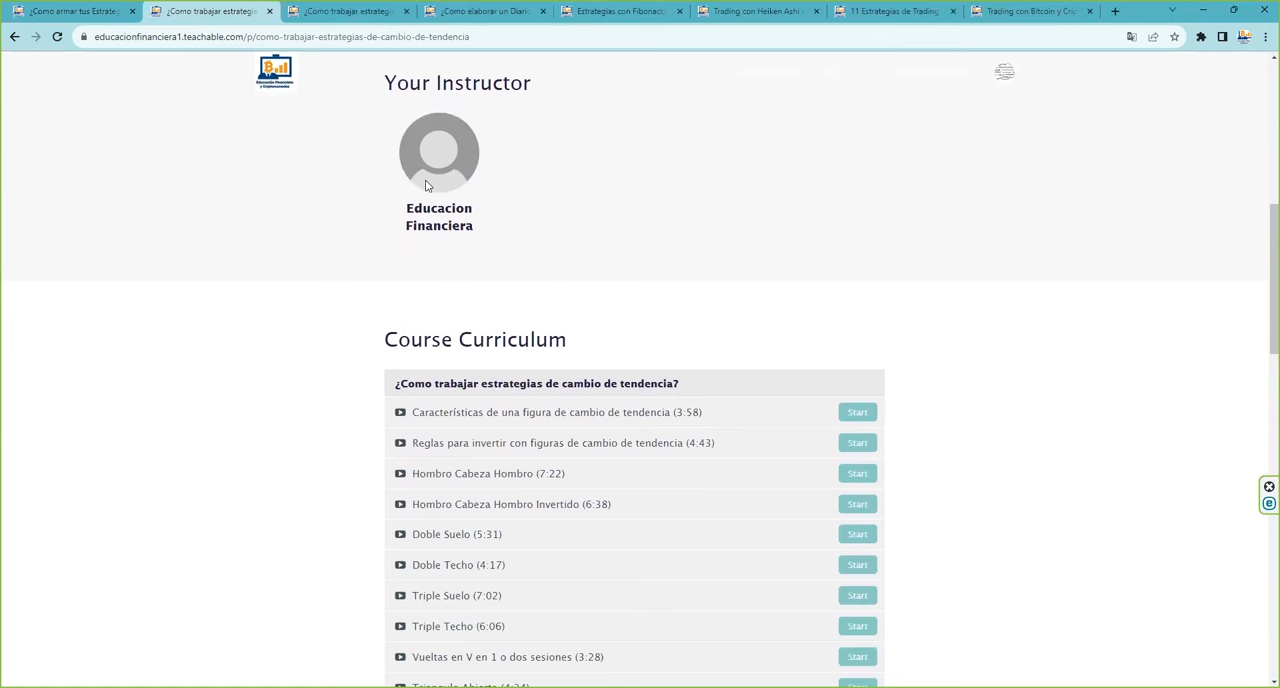 ¿Como armar tus Estrateg
¿Como trabajar estrategia
¿Como trabajar estrategi
¿Como elaborar un Diario
Estrategias con Fibonacci
Trading con Heiken Ashi
11 Estrategias de Trading
Trading con Bitcoin y Crip
educacionfinanciera1.teachable.com/p/como-trabajar-estrategias-de-cambio-de-tendencia
Your Instructor
Educacion
Financiera
Course Curriculum
¿Como trabajar estrategias de cambio de tendencia?
Características de una figura de cambio de tendencia (3:58)
Start
Reglas para invertir con figuras de cambio de tendencia (4:43)
Start
Hombro Cabeza Hombro (7:22)
Start
Hombro Cabeza Hombro Invertido (6:38)
Start
Doble Suelo (5:31)
Start
Doble Techo (4:17)
Start
Triple Suelo (7:02)
Start
Triple Techo (6:06)
Start
Vueltas en V en 1 o dos sesiones (3:28)
Start